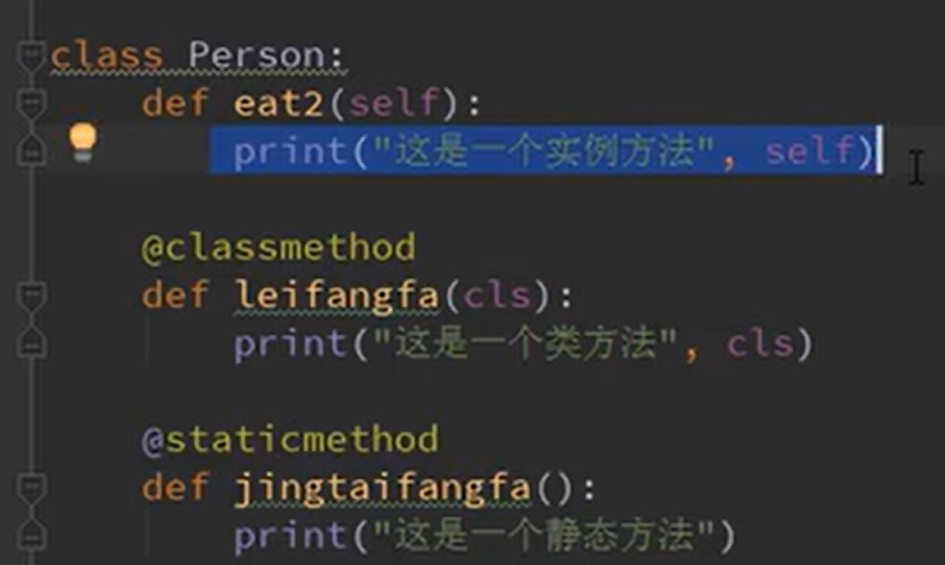 class Person:
def eat2(self):
print("这是一个实例方法", self)
@classmethod
def leifangfa(cls):
print("这是一个类方法", cls)
@staticmethod
def jingtaifangfa():
print("这是一个静态方法")